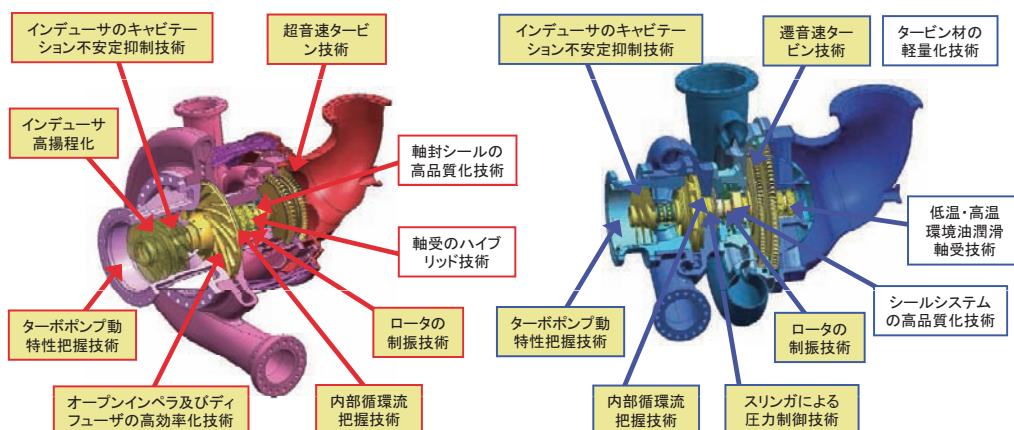 インデューサのキャビテー
ション不安定抑制技術
超音速タービ
ン技術
インデューサ
高揚程化
軸封シールの
高品質化技術
軸受のハイブ
リッド技術
ターボポンプ動
特性把握技術
ロータの
制振技術
オープンインペラ及びディ
フューザの高効率化技術
内部循環流
把握技術
インデューサのキャビテー
ション不安定抑制技術
遷音速ター
ビン技術
タービン材の
軽量化技術
低温・高温
環境油潤滑
軸受技術
シールシステム
の高品質化技術
ターボポンプ動
特性把握技術
ロータの
制振技術
内部循環流
把握技術
スリンガによる
圧力制御技術